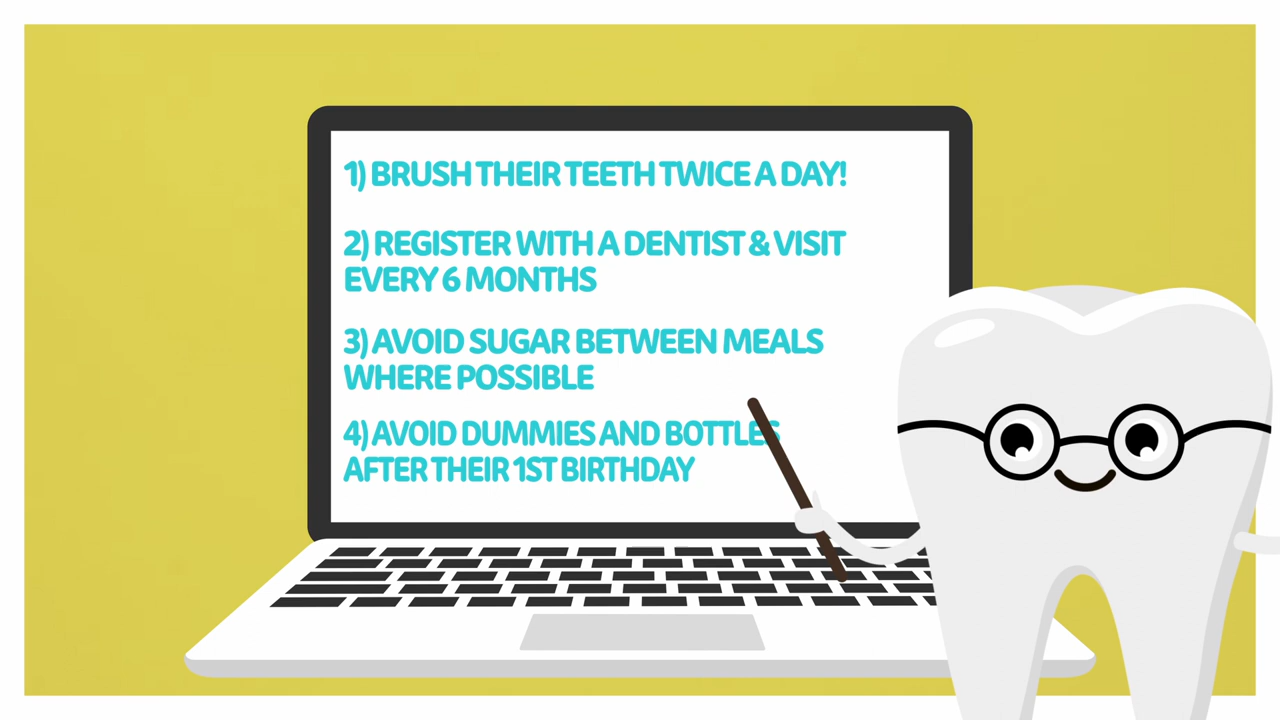 1) BRUSH THEIR TEETH TWICE A DAY!
2) REGISTER WITH A DENTIST & VISIT
EVERY 6 MONTHS
3) AVOID SUGAR BETWEEN MEALS
WHERE POSSIBLE
4) AVOID DUMMIES AND BOTTLES
AFTER THEIR 1ST BIRTHDAY